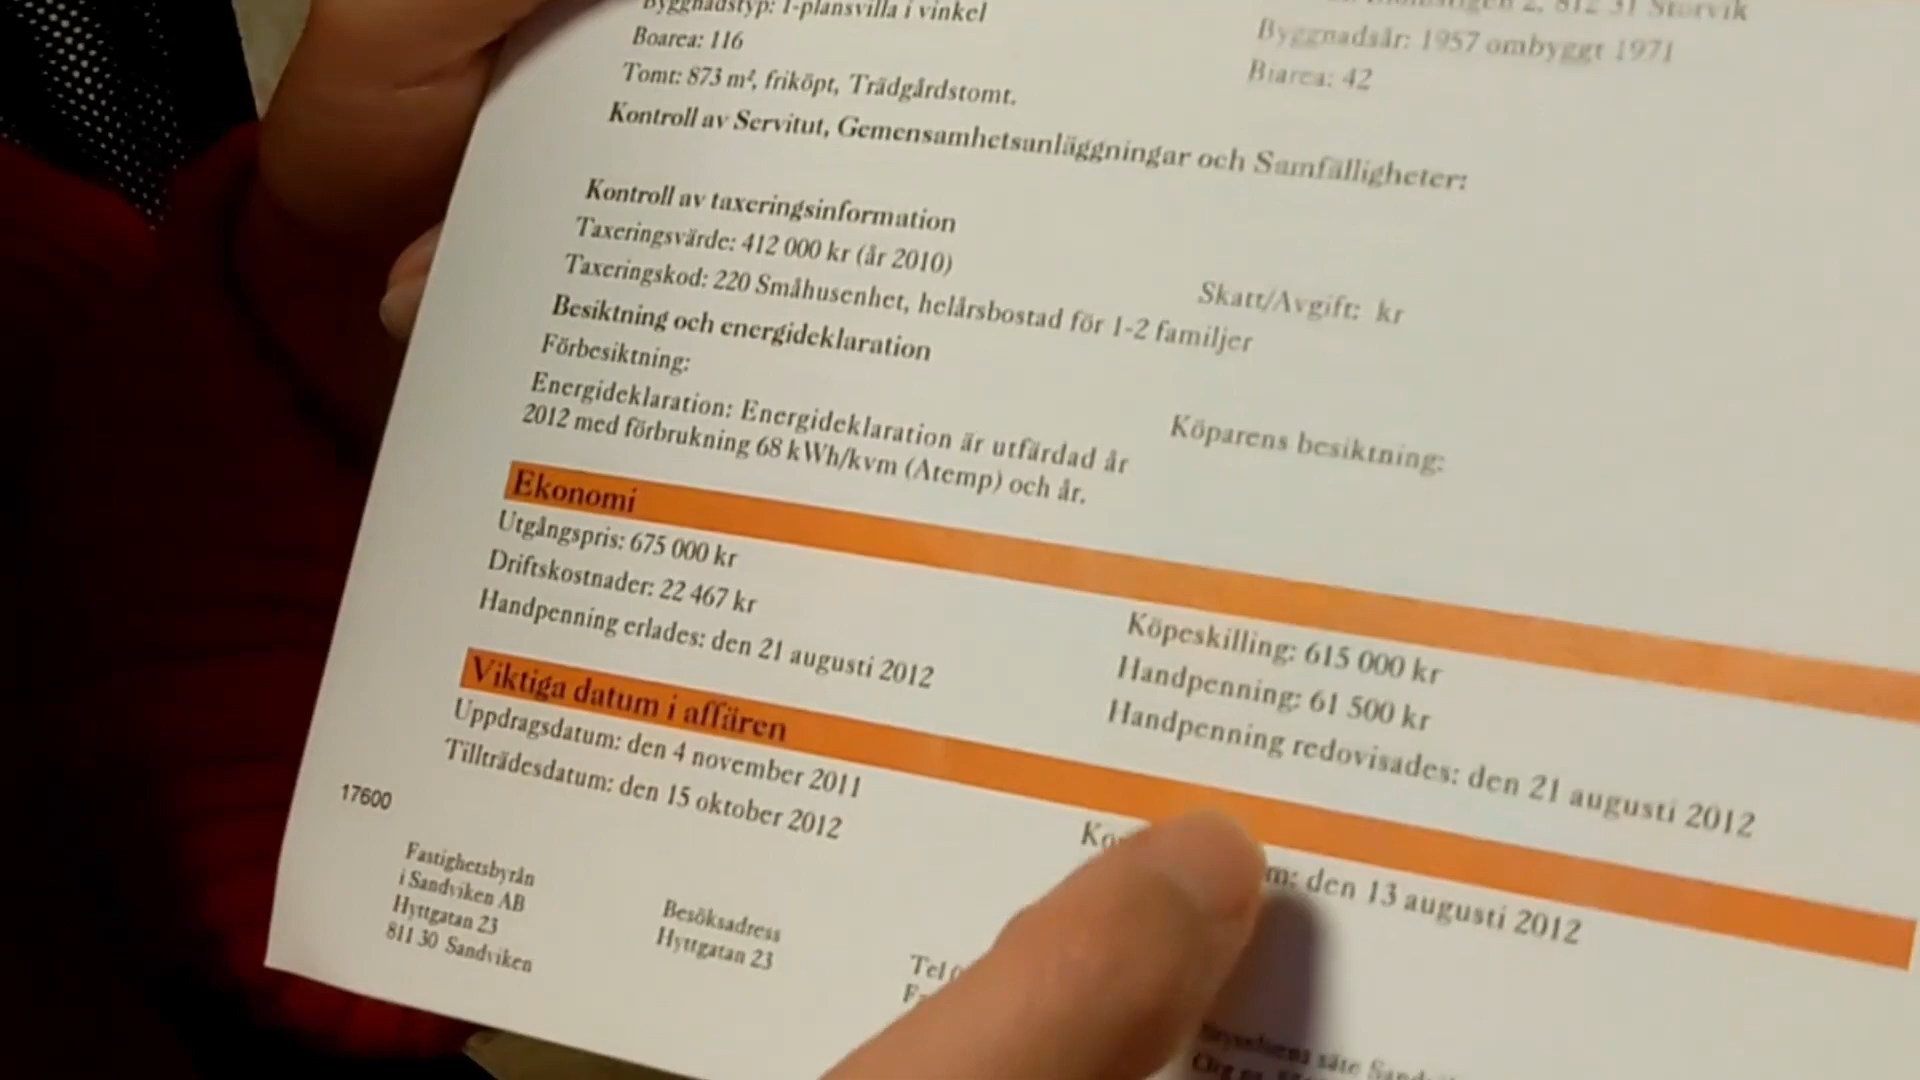 Byggnadstyp: 1-plansvilla i vinkel
2, 812 31 Storvik
Boarea: 116
Byggnadsår: 1957 ombyggt 1971
Tomt: 873 m², friköpt, Trädgårdstomt.
Biarea: 42
Kontroll av Servitut, Gemensamhetsanläggningar och Samfälligheter:
Kontroll av taxeringsinformation
Taxeringsvärde: 412 000 kr (år 2010)
Skatt/Avgift: kr
Taxeringskod: 220 Småhusenhet, helårsbostad för 1-2 familjer
Besiktning och energideklaration
Förbesiktning:
Köparens besiktning:
Energideklaration: Energideklaration är utfärdad år
2012 med förbrukning 68 kWh/kvm (Atemp) och år.
Ekonomi
Utgångspris: 675 000 kr
Köpeskilling: 615 000 kr
Driftskostnader: 22 467 kr
Handpenning: 61 500 kr
Handpenning erlades: den 21 augusti 2012
Handpenning redovisades: den 21 augusti 2012
Viktiga datum i affären
Uppdragsdatum: den 4 november 2011
den 13 augusti 2012
Tillträdesdatum: den 15 oktober 2012
17600
Fastighetsbyrån
i Sandviken AB
Hyttgatan 23
811 30 Sandviken
Besöksadress
Hyttgatan 23
Tel
säte